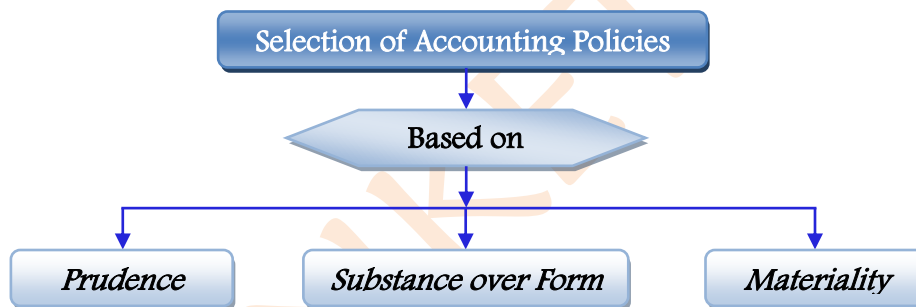 Selection of Accounting Policies
Based on
Prudence
Substance over Form
Materiality